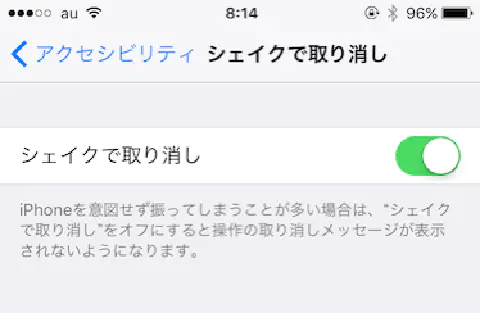 au 8:14 96%
アクセシビリティ シェイクで取り消し
シェイクで取り消し
iPhoneを意図せず振ってしまうことが多い場合は、“シェイク
で取り消し”をオフにすると操作の取り消しメッセージが表示
されないようになります。